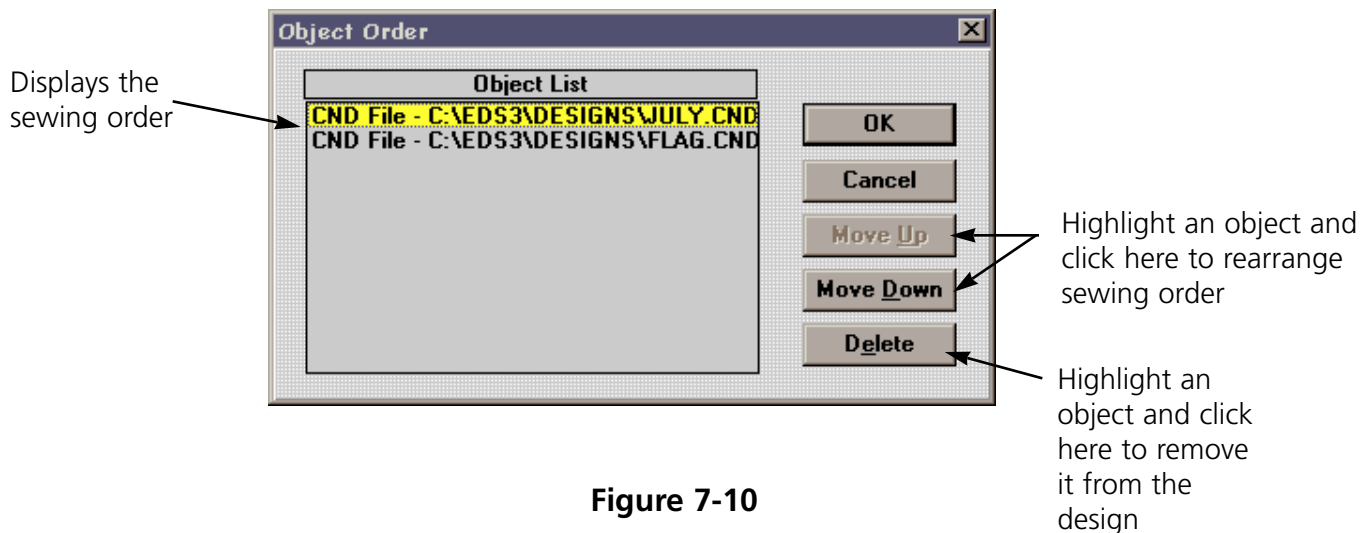 Object Order
Displays the
sewing order
Object List
CND File - C:\EDS3\DESIGNS\JULY.CND
CND File - C:\EDS3\DESIGNS\FLAG.CND
OK
Cancel
Move Up
Move Down
Delete
Highlight an object and
click here to rearrange
sewing order
Highlight an
object and click
here to remove
it from the
design
Figure 7-10